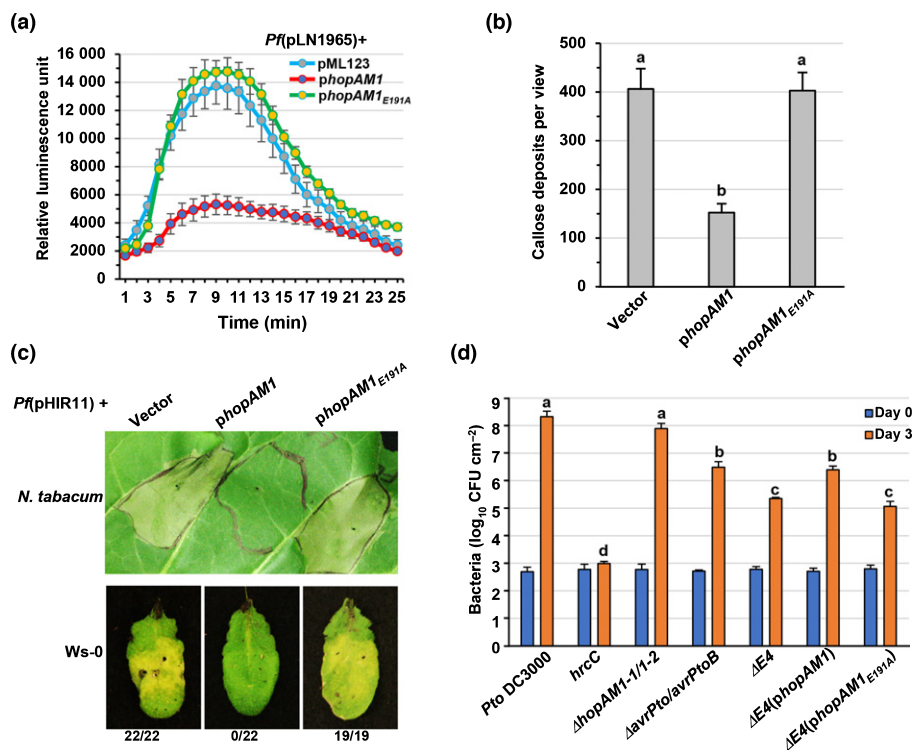 (a)
Pf(pLN1965)+
pML123
phopAM1
phopAM1E191A
Relative luminescence unit
16 000
14 000
12 000
10 000
8000
6000
4000
2000
0
1 3 5 7 9 11 13 15 17 19 21 23 25
Time (min)
(b)
Callose deposits per view
500
400
300
200
100
0
a b a
Vector phopAM1 phopAM1E191A
(c)
Pf(pHIR11) + Vector phopAM1 phopAM1E191A
N. tabacum
Ws-0
22/22 0/22 19/19
(d)
Bacteria (log10 CFU cm−2)
9
8
7
6
5
4
3
2
1
0
Day 0
Day 3
a d a b c b c
Pto DC3000 hrcC ΔhopAM1-1/1-2 ΔavrPto/avrPtoB ΔE4 ΔE4(phopAM1) ΔE4(phopAM1E191A)